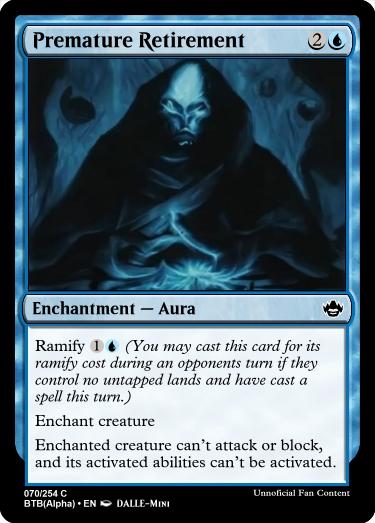 Premature Retirement 2
Enchantment — Aura
Ramify 1 (You may cast this card for its
ramify cost during an opponents turn if they
control no untapped lands and have cast a
spell this turn.)
Enchant creature
Enchanted creature can't attack or block,
and its activated abilities can't be activated.
070/254 C
BTB(Alpha) • EN DALLE-Mini
Unofficial Fan Content